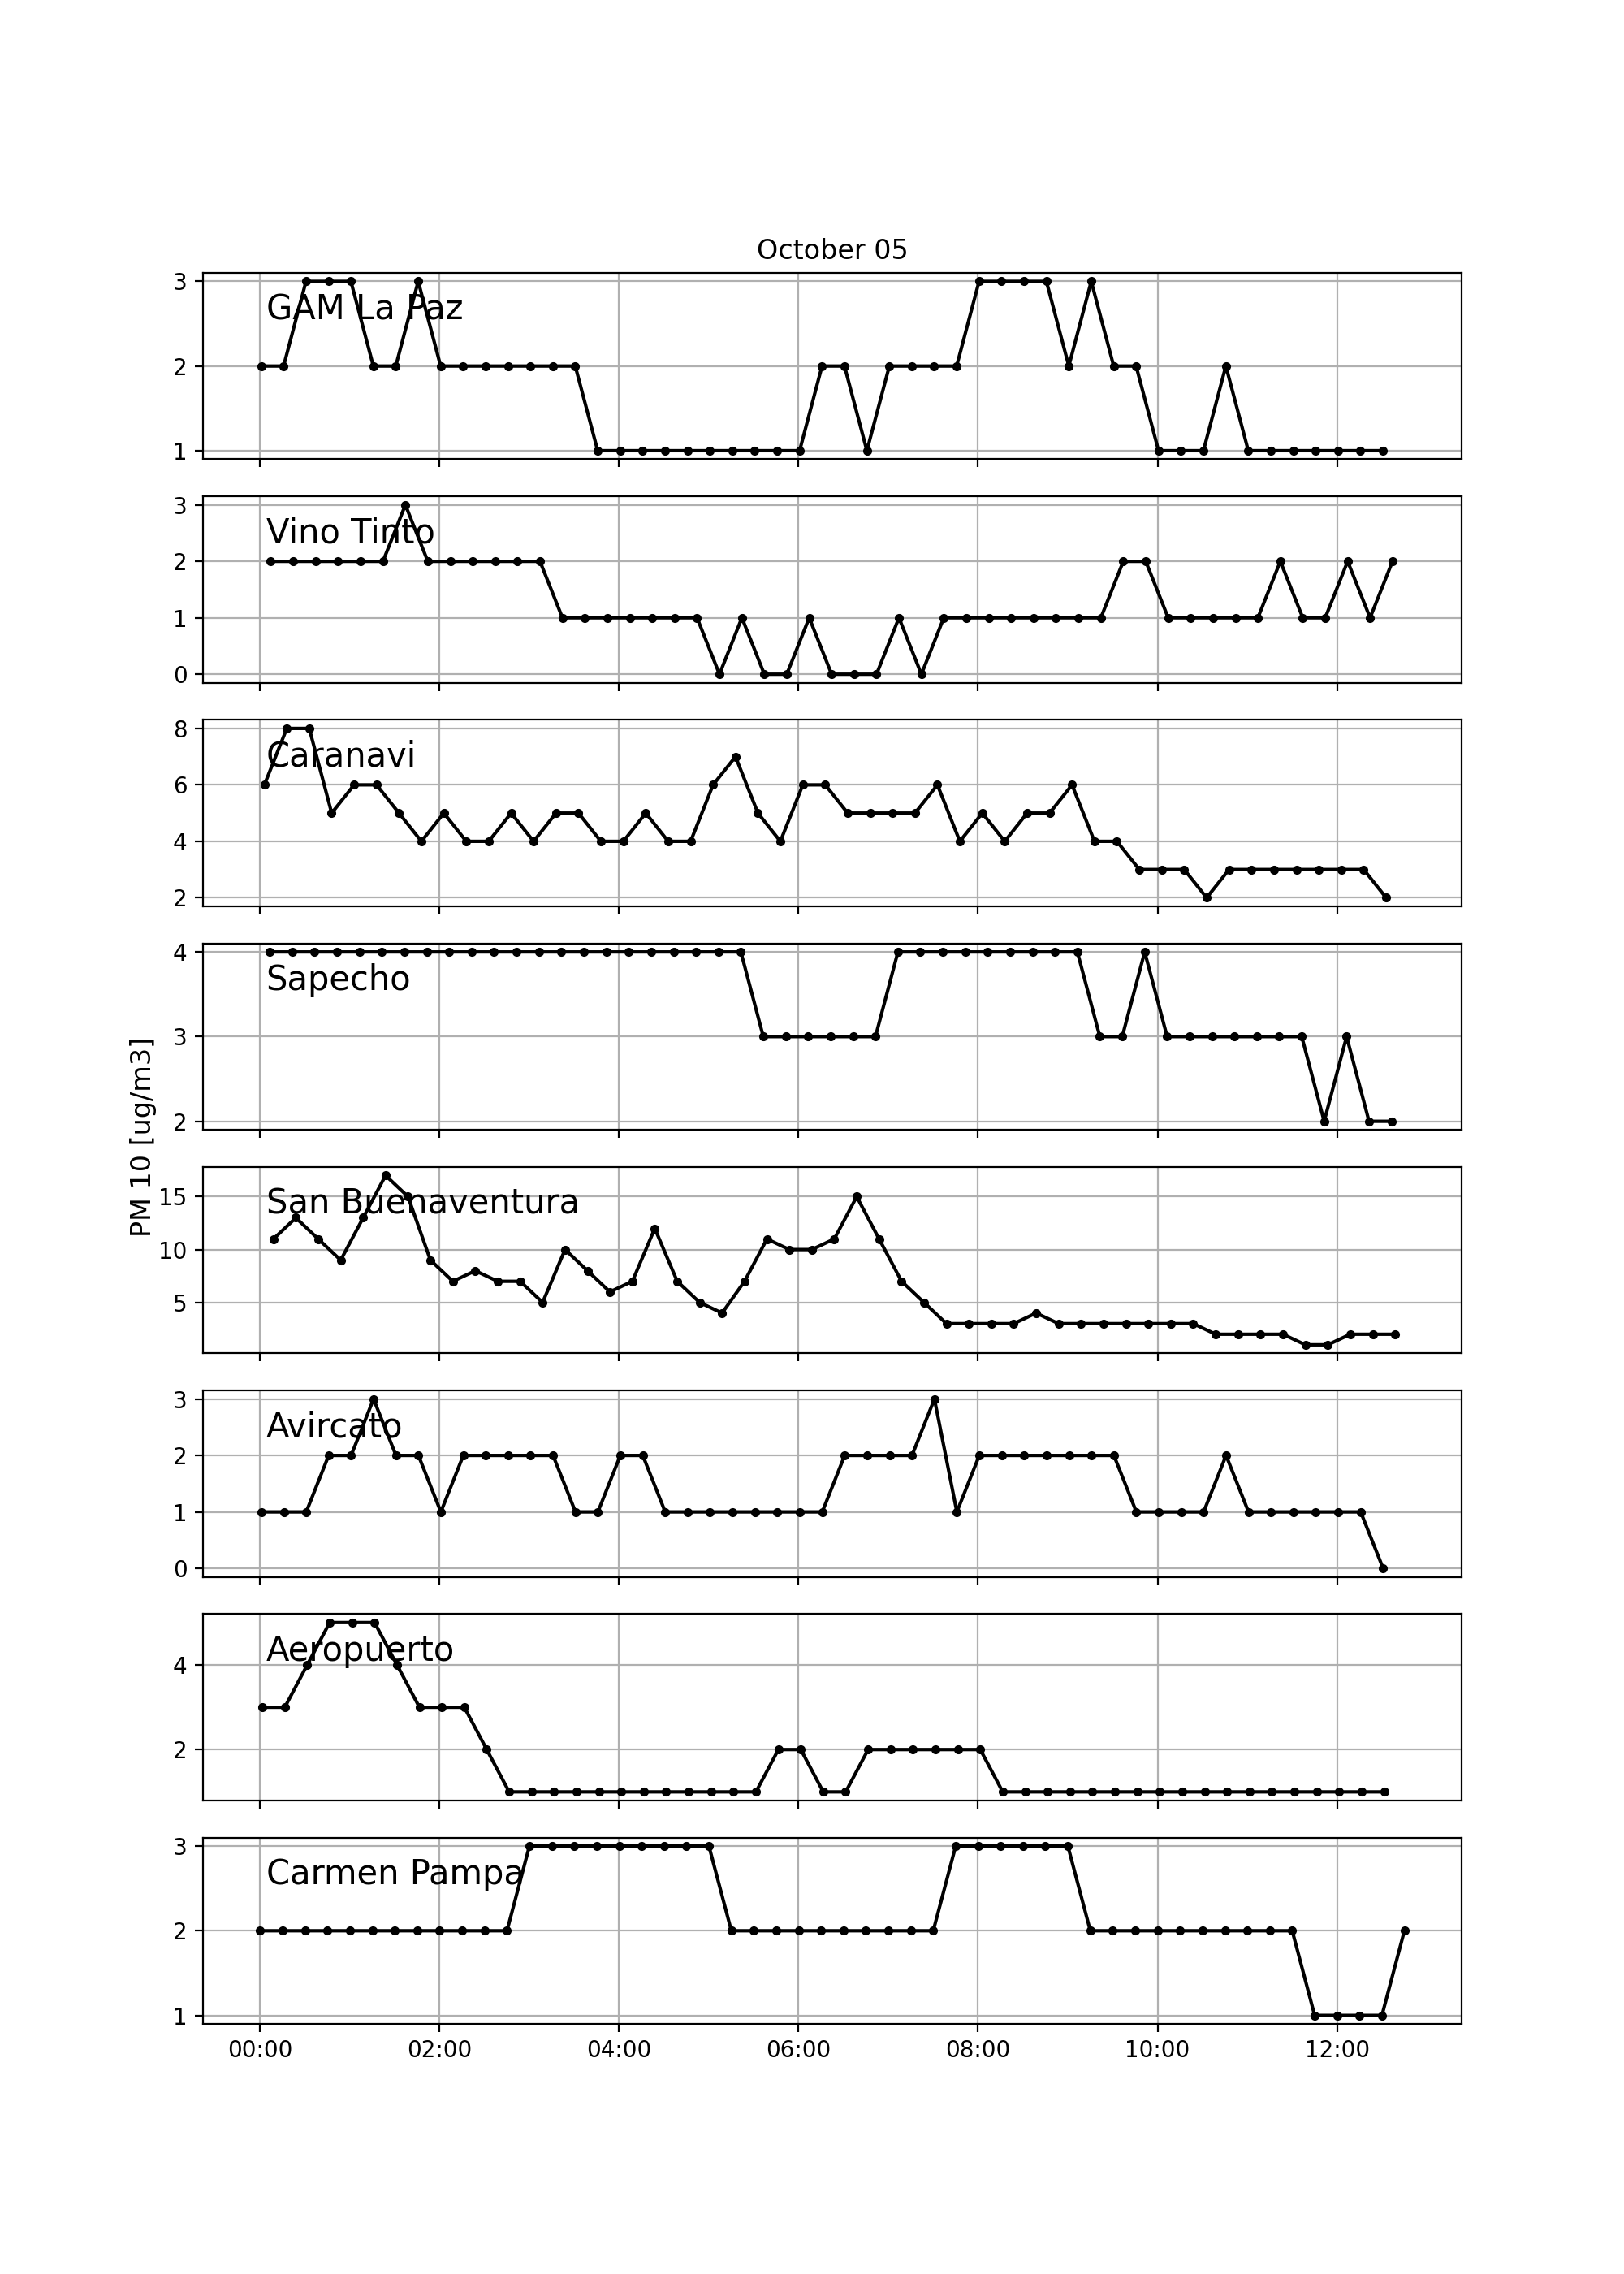 October 05
PM 10 [ug/m3]
3
GAM La Paz
2
1
3
Vino Tinto
2
1
0
8
Caranavi
6
4
2
4
Sapecho
3
2
15
San Buenaventura
10
5
3
Avircato
2
1
0
Aeropuerto
4
2
3
Carmen Pampa
2
1
00:00 02:00 04:00 06:00 08:00 10:00 12:00